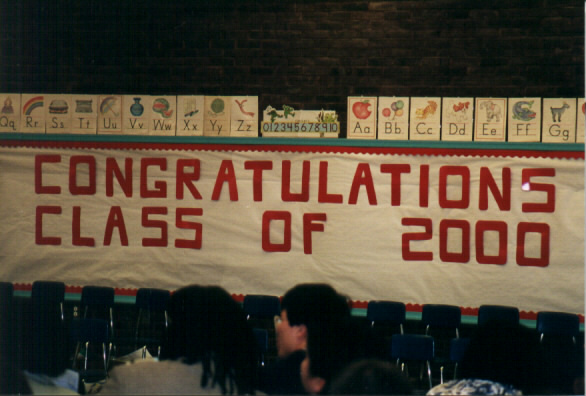 Qq Rr Ss Tt Uu Vv Ww Xx Yy Zz 012345678910 Aa Bb Cc Dd Ee Ff Gg
CONGRATULATIONS
CLASS OF 2000